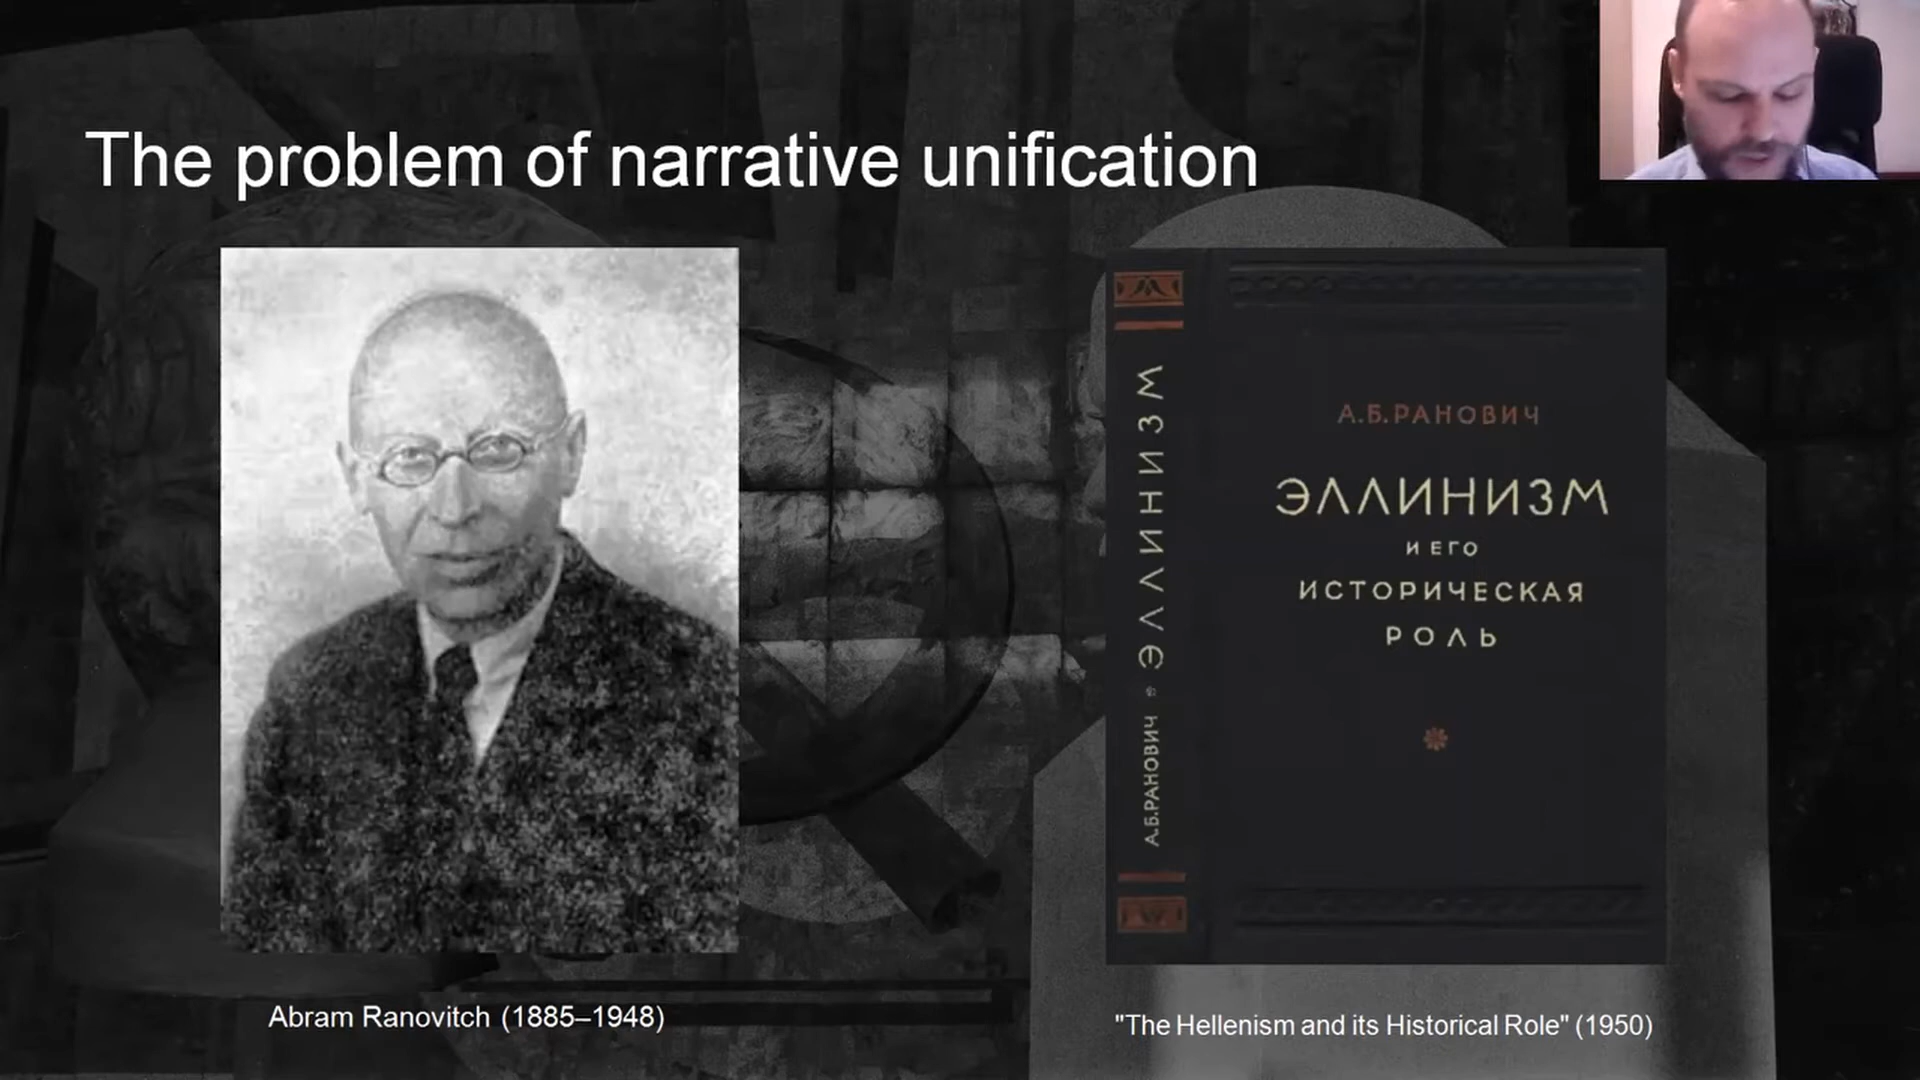 The problem of narrative unification
ЭЛЛИНИЗМ
А.Б.РАНОВИЧ
А.Б.РАНОВИЧ
ЭЛЛИНИЗМ
И ЕГО
ИСТОРИЧЕСКАЯ
РОЛЬ
Abram Ranovitch (1885–1948)
"The Hellenism and its Historical Role" (1950)